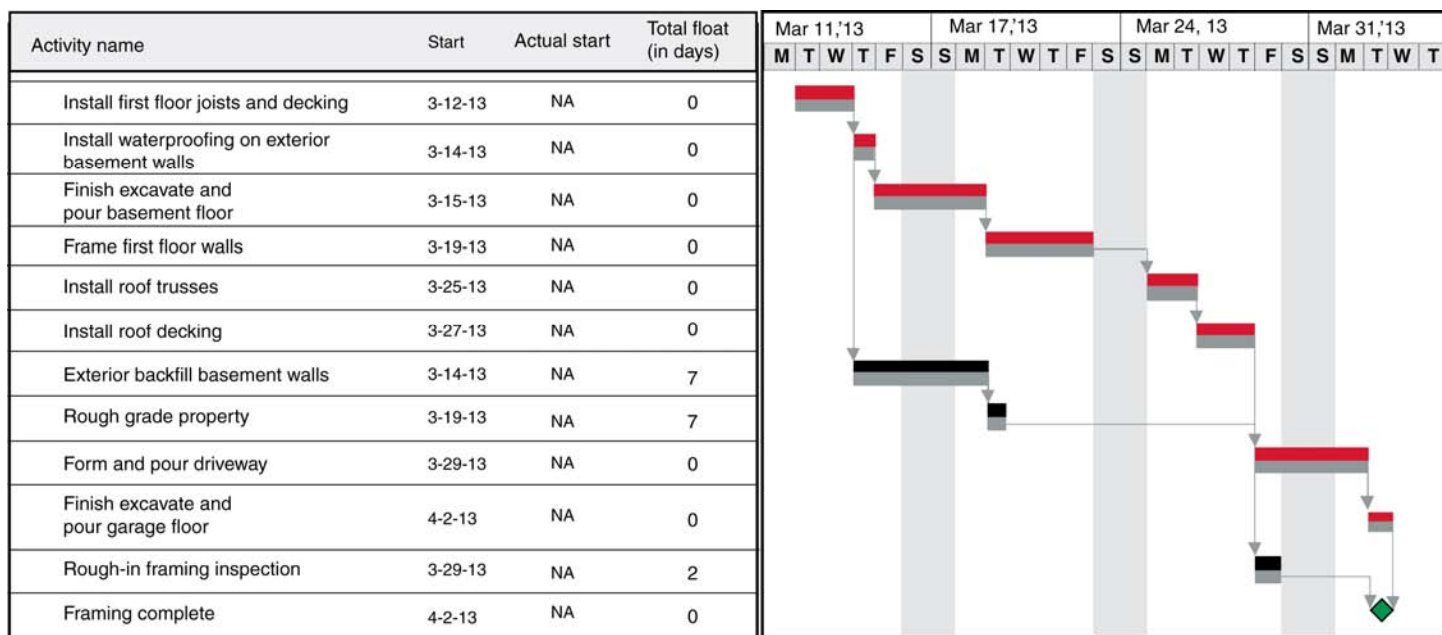 Activity name Start Actual start Total float
(in days)
Mar 11,'13 Mar 17,'13 Mar 24, 13 Mar 31,'13
M T W T F S S M T W T F S S M T W T F S S M T W T
Install first floor joists and decking 3-12-13 NA 0
Install waterproofing on exterior
basement walls 3-14-13 NA 0
Finish excavate and
pour basement floor 3-15-13 NA 0
Frame first floor walls 3-19-13 NA 0
Install roof trusses 3-25-13 NA 0
Install roof decking 3-27-13 NA 0
Exterior backfill basement walls 3-14-13 NA 7
Rough grade property 3-19-13 NA 7
Form and pour driveway 3-29-13 NA 0
Finish excavate and
pour garage floor 4-2-13 NA 0
Rough-in framing inspection 3-29-13 NA 2
Framing complete 4-2-13 NA 0